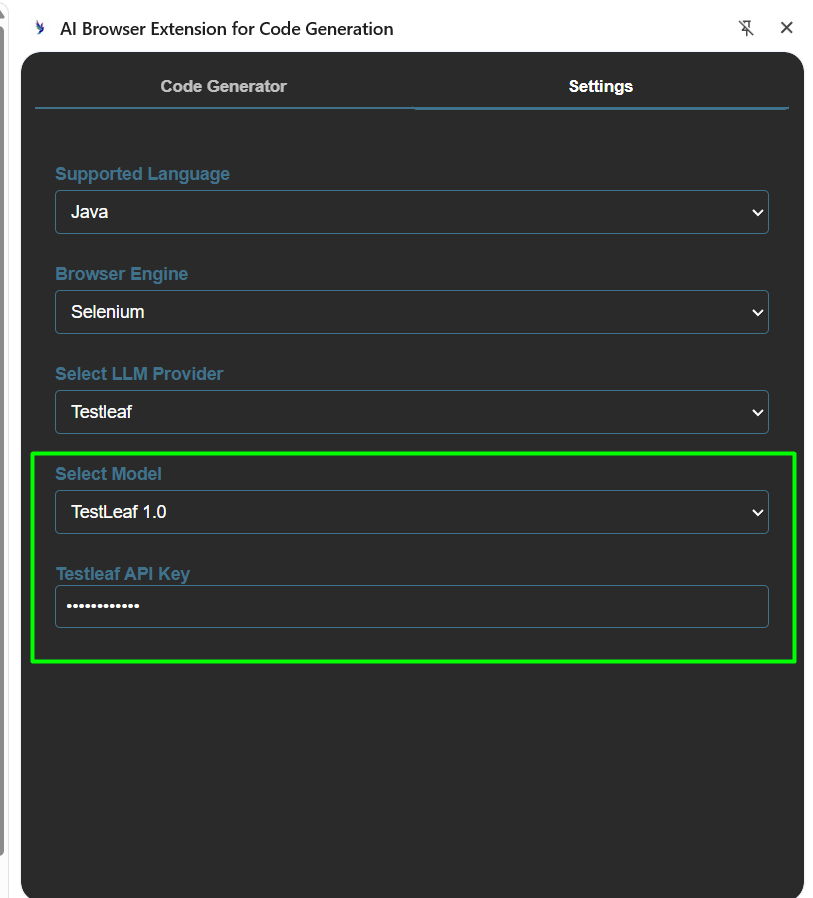 AI Browser Extension for Code Generation
Code Generator Settings
Supported Language
Java
Browser Engine
Selenium
Select LLM Provider
Testleaf
Select Model
TestLeaf 1.0
Testleaf API Key
••••••••••••